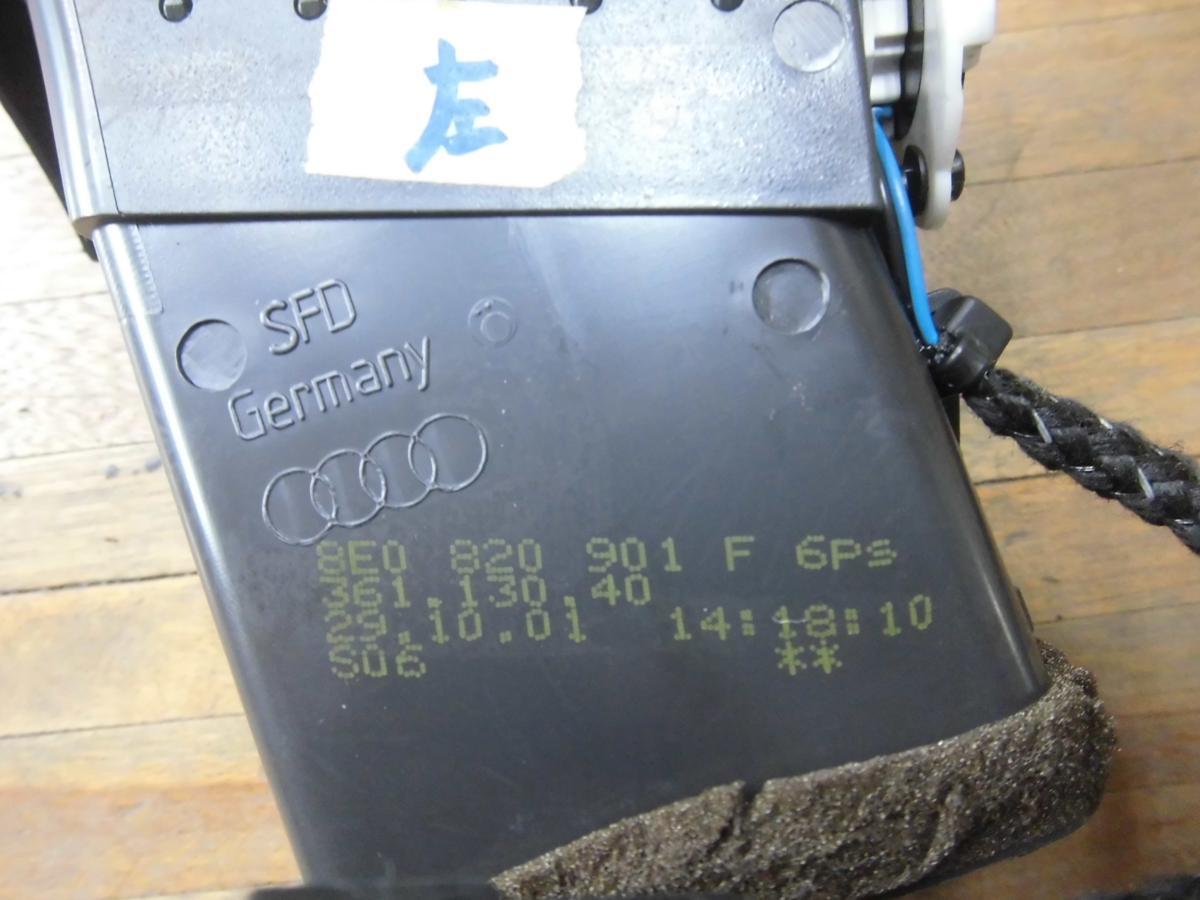 左
SFD
Germany
8E0 820 901 F 6Ps
361.130.40
29.10.01 14:18:10
S06 **